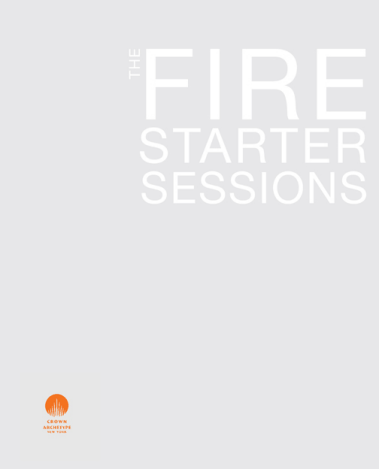 THE
FIRE
STARTER
SESSIONS
CROWN
ARCHETYPE
NEW YORK